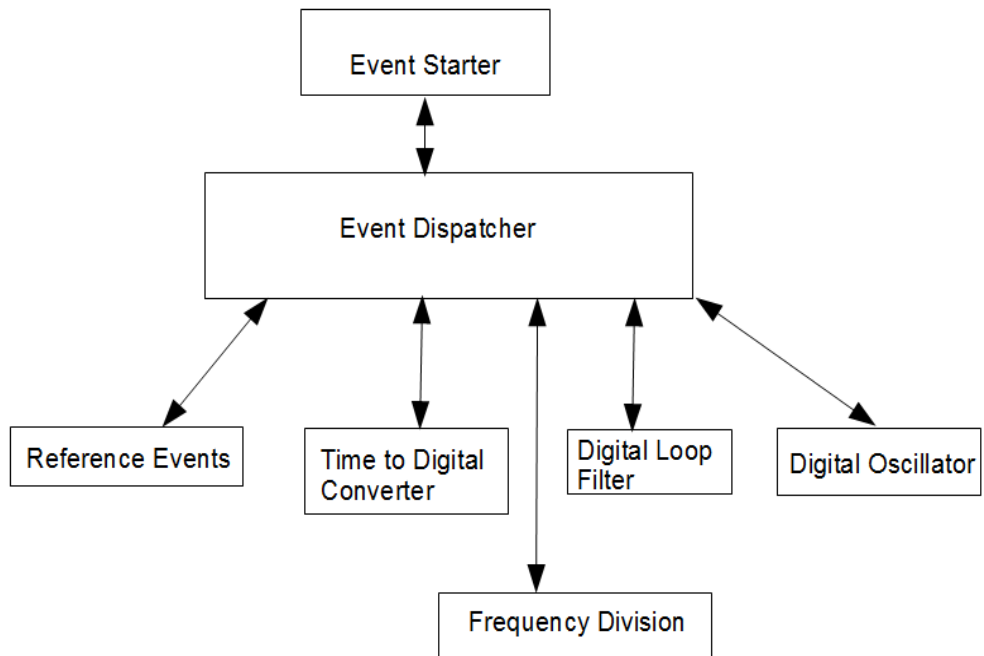 Event Starter
Event Dispatcher
Reference Events
Time to Digital
Converter
Digital Loop
Filter
Digital Oscillator
Frequency Division